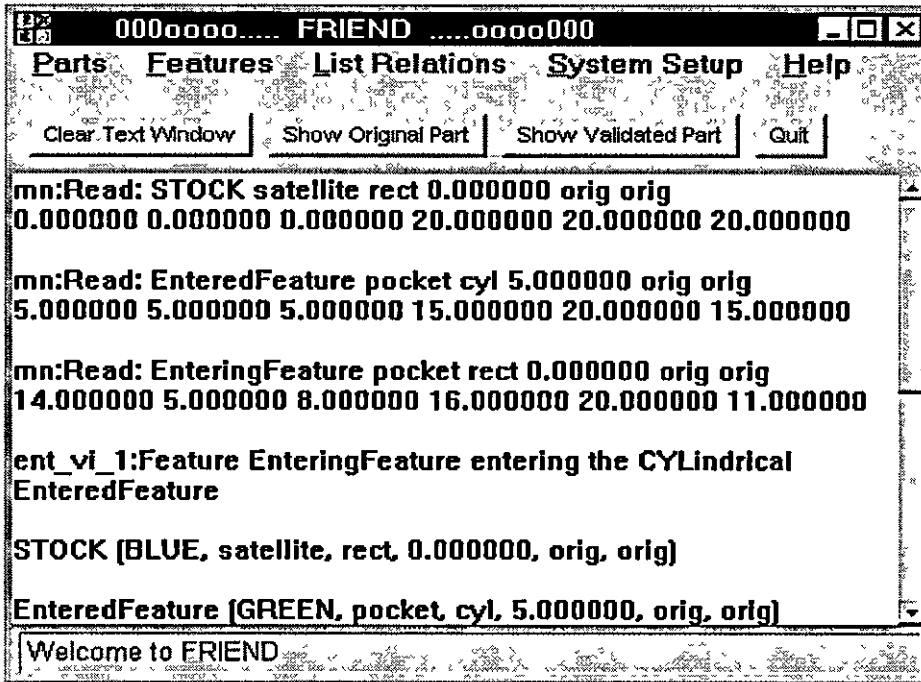 000oooo..... FRIEND .....oooo000
Parts Features List Relations System Setup Help
Clear Text Window Show Original Part Show Validated Part Quit
mn:Read: STOCK satellite rect 0.000000 orig orig
0.000000 0.000000 0.000000 20.000000 20.000000 20.000000
mn:Read: EnteredFeature pocket cyl 5.000000 orig orig
5.000000 5.000000 5.000000 15.000000 20.000000 15.000000
mn:Read: EnteringFeature pocket rect 0.000000 orig orig
14.000000 5.000000 8.000000 16.000000 20.000000 11.000000
ent_vi_1:Feature EnteringFeature entering the CYLindrical
EnteredFeature
STOCK (BLUE, satellite, rect, 0.000000, orig, orig)
EnteredFeature (GREEN, pocket, cyl, 5.000000, orig, orig)
Welcome to FRIEND